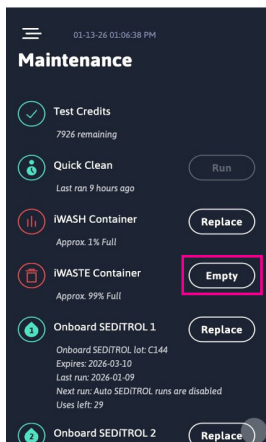 01-13-26 01:06:38 PM
Maintenance
Test Credits
7926 remaining
Quick Clean
Run
Last ran 9 hours ago
iWASH Container
Replace
Approx. 1% Full
iWASTE Container
Empty
Approx. 99% Full
1
Onboard SEDiTROL 1
Replace
Onboard SEDiTROL lot: C144
Expires: 2026-03-10
Last run: 2026-01-09
Next run: Auto SEDiTROL runs are disabled
Uses left: 29
2
Onboard SEDiTROL 2
Replace